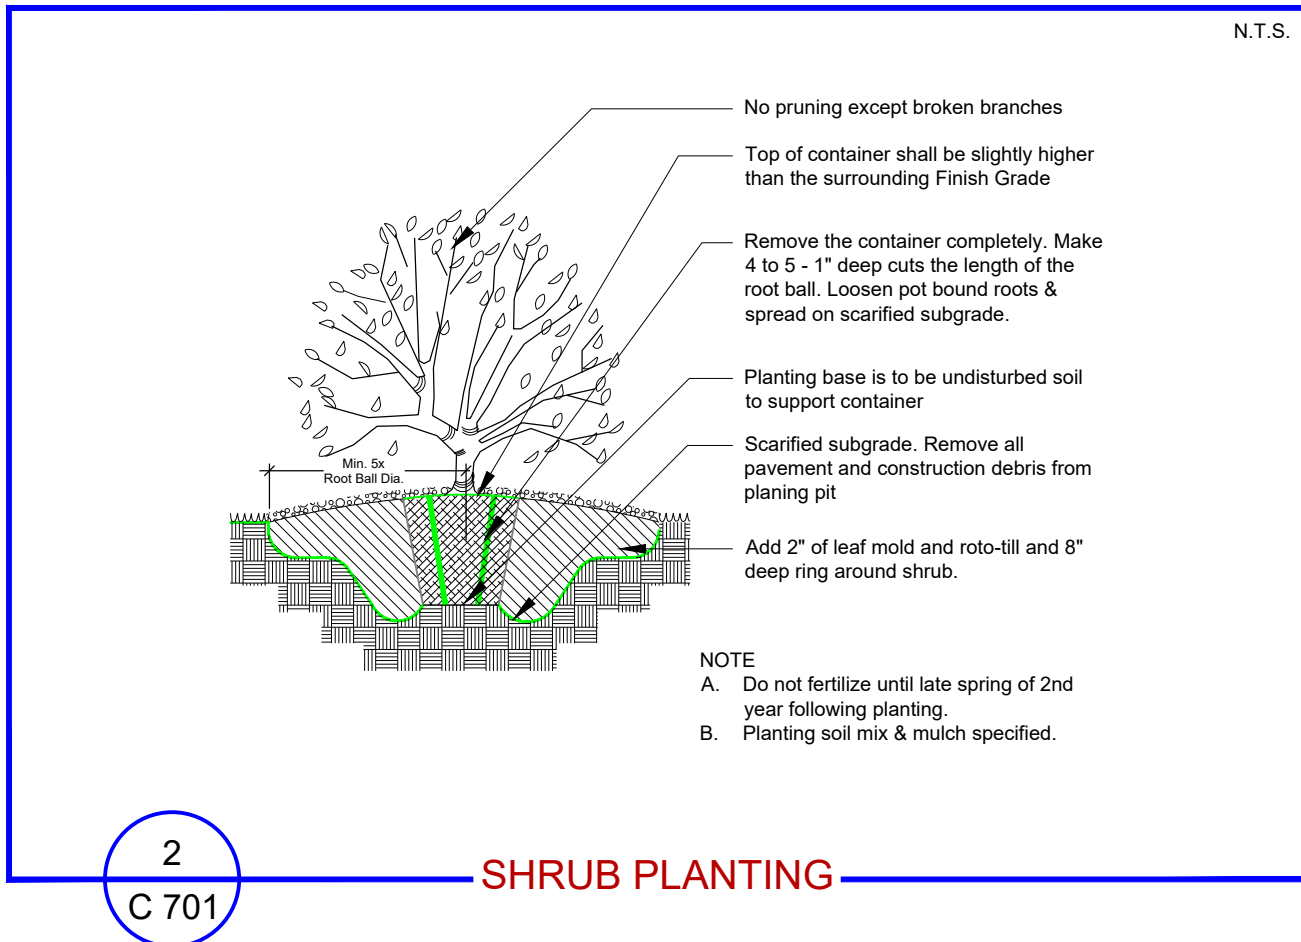 N.T.S.
No pruning except broken branches
Top of container shall be slightly higher
than the surrounding Finish Grade
Remove the container completely. Make
4 to 5 - 1" deep cuts the length of the
root ball. Loosen pot bound roots &
spread on scarified subgrade.
Planting base is to be undisturbed soil
to support container
Scarified subgrade. Remove all
pavement and construction debris from
planing pit
Min. 5x
Root Ball Dia.
Add 2" of leaf mold and roto-till and 8"
deep ring around shrub.
NOTE
A. Do not fertilize until late spring of 2nd
year following planting.
B. Planting soil mix & mulch specified.
2
C 701
SHRUB PLANTING